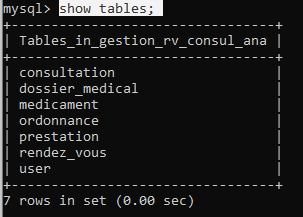 mysql> show tables;
+-----------------------------+
| Tables_in_gestion_rv_consul_ana |
+-----------------------------+
| consultation |
| dossier_medical |
| medicament |
| ordonnance |
| prestation |
| rendez_vous |
| user |
+-----------------------------+
7 rows in set (0.00 sec)